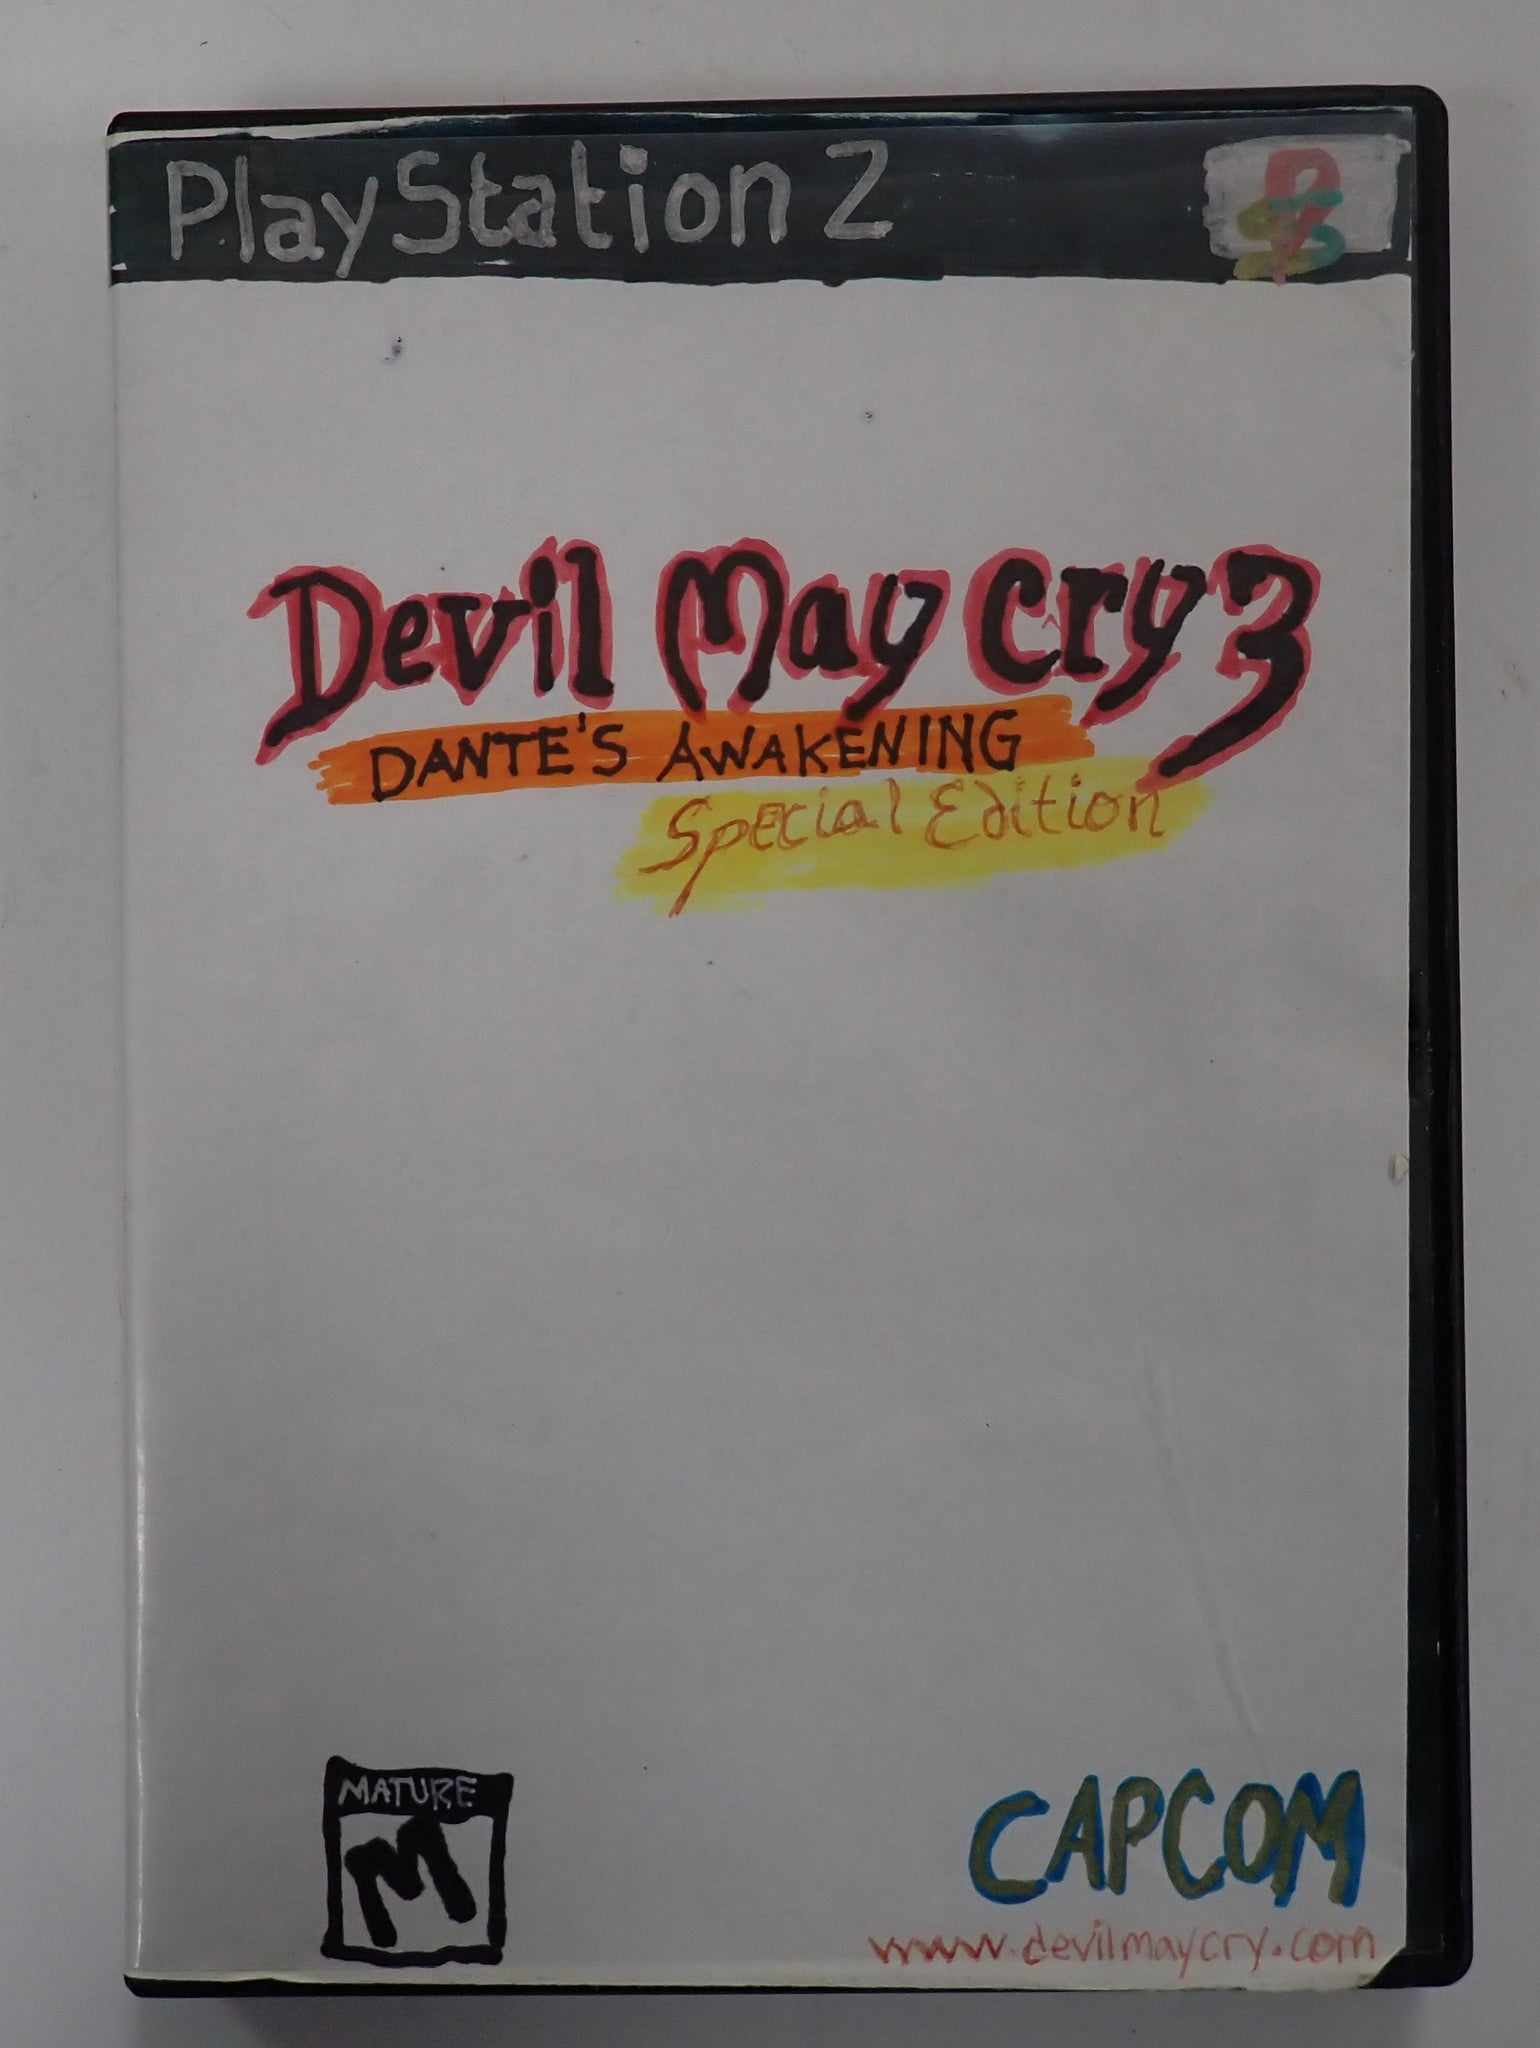 PlayStation 2
Devil May Cry 3
DANTE'S AWAKENING
Special Edition
MATURE
M
CAPCOM
www.devilmaycry.com